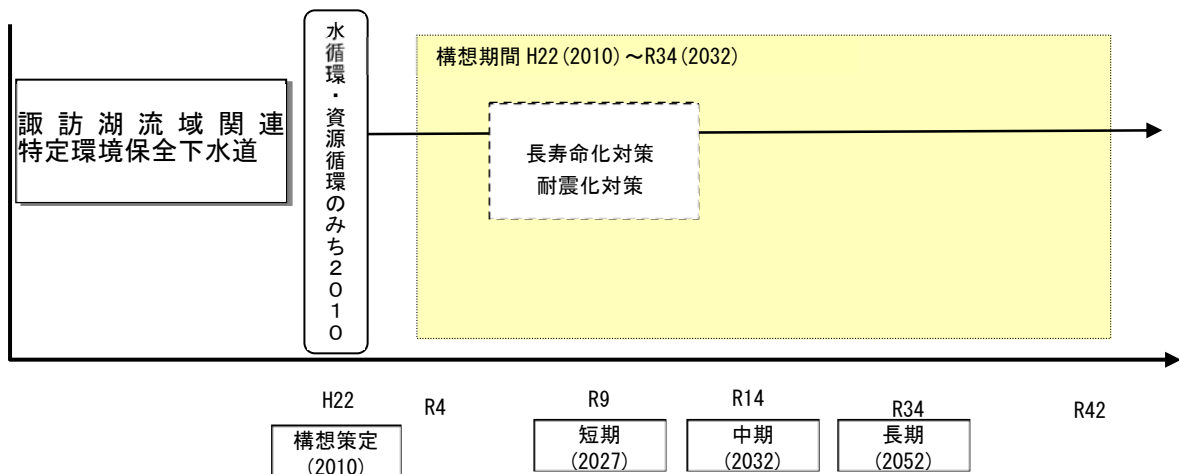 諏訪湖流域関連
特定環境保全下水道
水循環・資源循環のみち2010
構想期間 H22(2010)～R34(2032)
長寿命化対策
耐震化対策
H22
R4
R9
R14
R34
R42
構想策定
(2010)
短期
(2027)
中期
(2032)
長期
(2052)